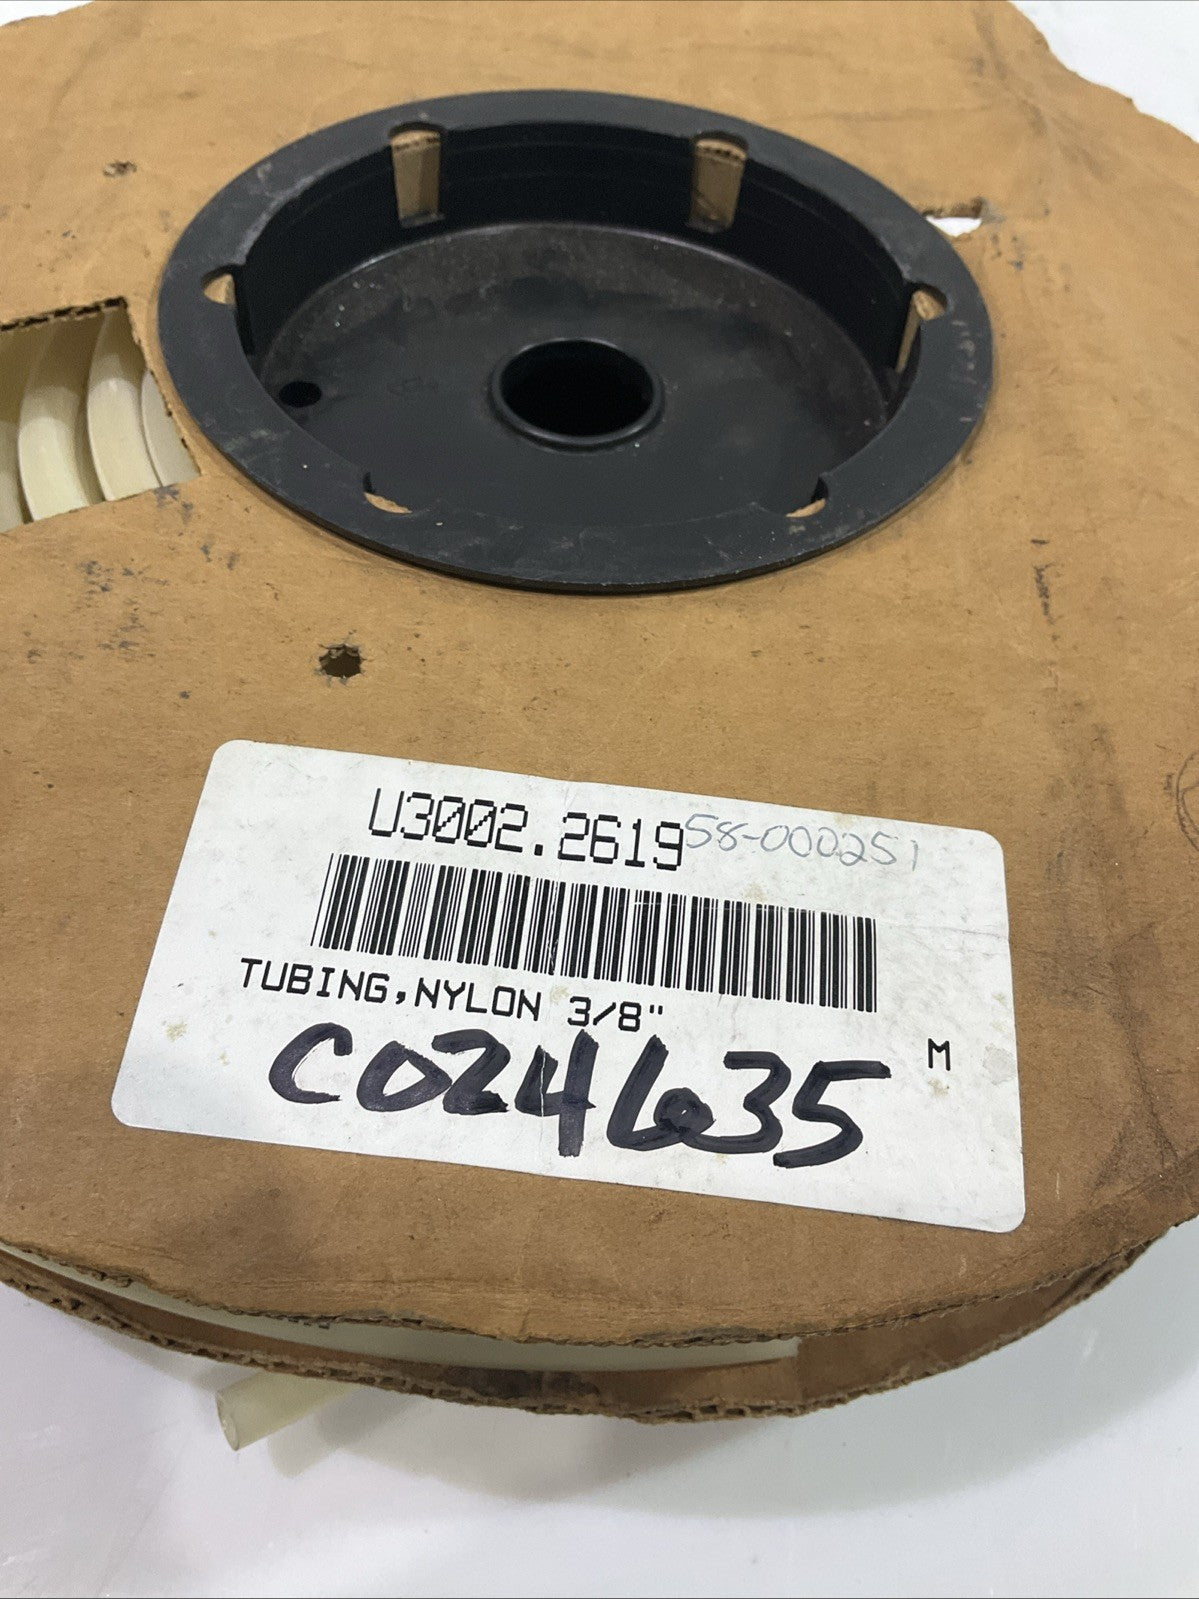 U3002.2619 58-000251
TUBING,NYLON 3/8"
M
C024635